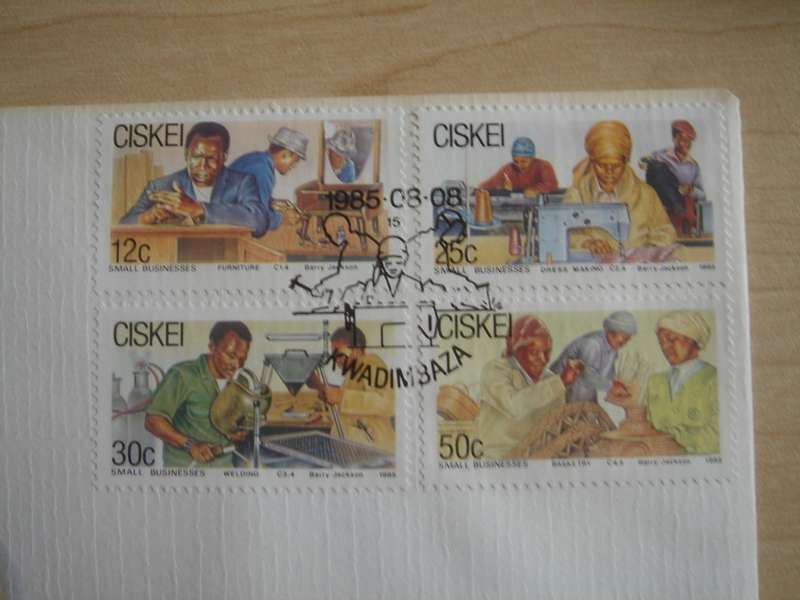 CISKEI
12c
SMALL BUSINESSES FURNITURE C1.4 Barry Jackson
CISKEI
25c
SMALL BUSINESSES DRESS MAKING C2.4 Barry Jackson 1985
1985·08·08
15
KWADIMBAZA
CISKEI
30c
SMALL BUSINESSES WELDING C3.4 Barry Jackson 1985
CISKEI
50c
SMALL BUSINESSES BASKETRY C4.4 Barry Jackson 1985